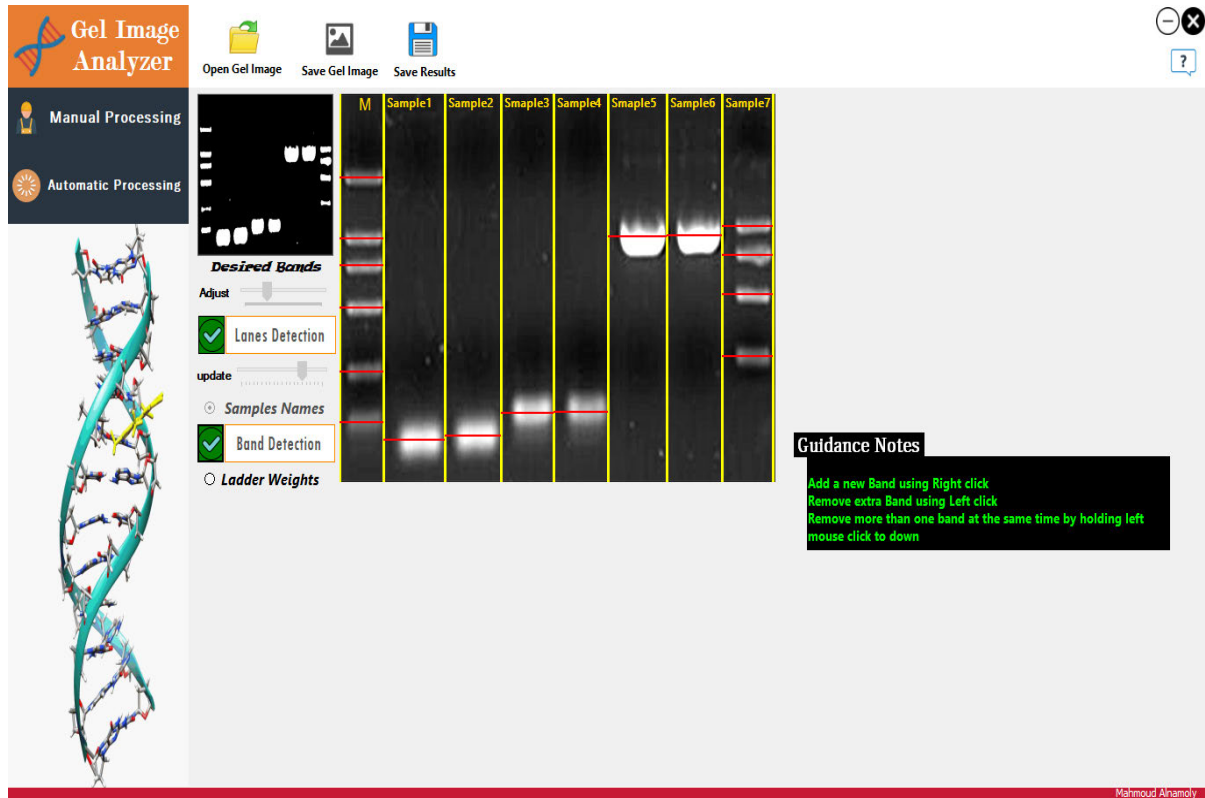 Gel Image
Analyzer
Open Gel Image
Save Gel Image
Save Results
?
Manual Processing
Automatic Processing
M
Sample1
Sample2
Smaple3
Sample4
Smaple5
Sample6
Sample7
Desired Bands
Adjust
Lanes Detection
update
Samples Names
Band Detection
Ladder Weights
Guidance Notes
Add a new Band using Right click
Remove extra Band using Left click
Remove more than one band at the same time by holding left
mouse click to down
Mahmoud Alnamoly